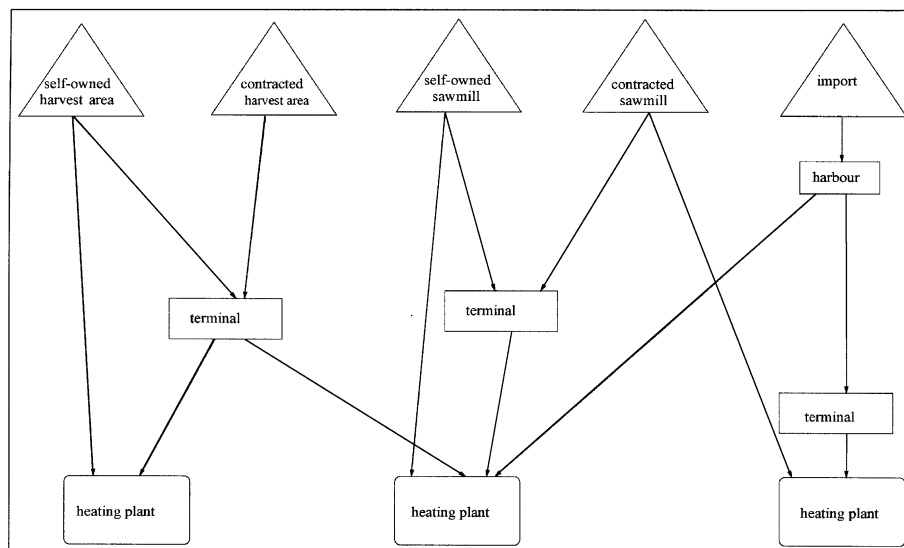 self-owned
harvest area
contracted
harvest area
self-owned
sawmill
contracted
sawmill
import
harbour
terminal
terminal
terminal
heating plant
heating plant
heating plant